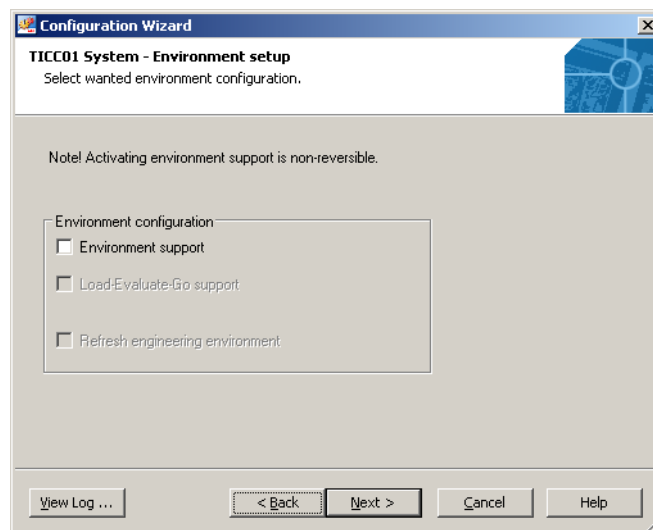 Configuration Wizard
TICC01 System - Environment setup
Select wanted environment configuration.
Note! Activating environment support is non-reversible.
Environment configuration
Environment support
Load-Evaluate-Go support
Refresh engineering environment
View Log ...
< Back
Next >
Cancel
Help